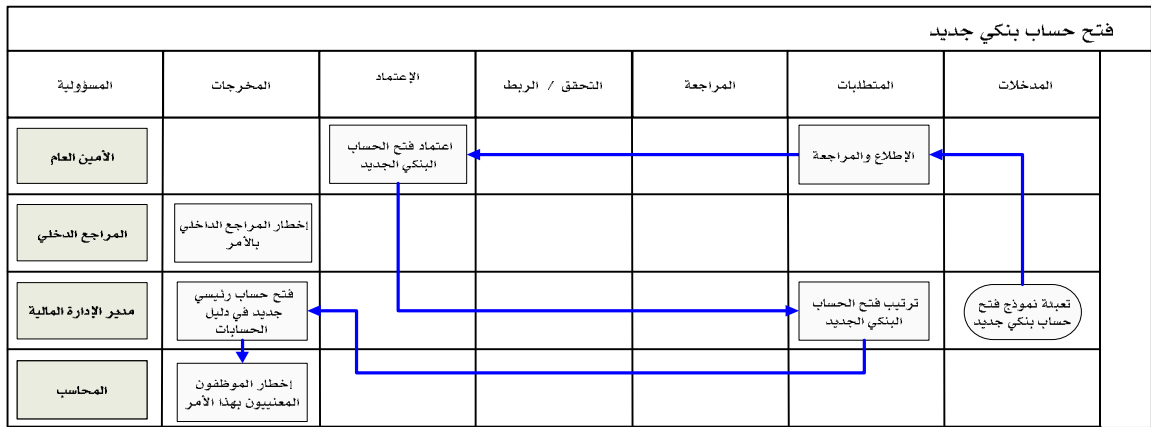 فتح حساب بنكي جديد
المدخلات
المتطلبات
المراجعة
التحقق / الربط
الإعتماد
المخرجات
المسؤولية
الإطلاع والمراجعة
اعتماد فتح الحساب
البنكي الجديد
الأمين العام
إخطار المراجع الداخلي
بالأمر
المراجع الدخلي
تعبئة نموذج فتح
حساب بنكي جديد
ترتيب فتح الحساب
البنكي الجديد
فتح حساب رئيسي
جديد في دليل
الحسابات
مدير الإدارة المالية
إخطار الموظفون
المعنييون بهذا الأمر
المحاسب